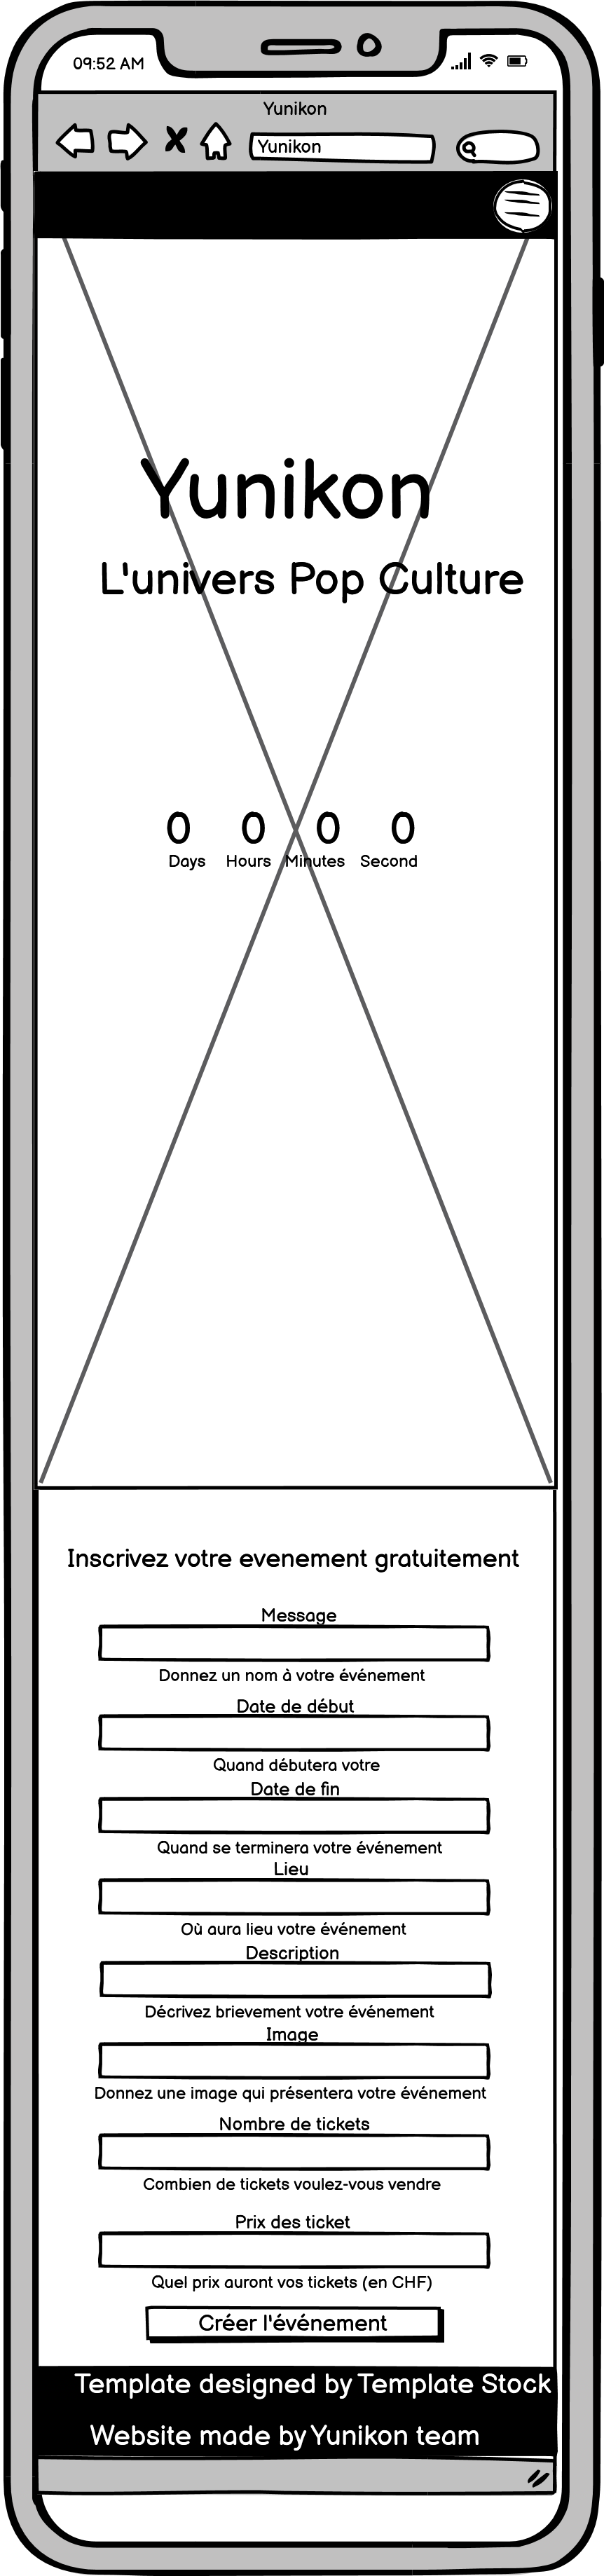 09:52 AM
Yunikon
Yunikon
Yunikon
L'univers Pop Culture
0 0 0 0
Days Hours Minutes Second
Inscrivez votre evenement gratuitement
Message
Donnez un nom à votre événement
Date de début
Quand débutera votre
Date de fin
Quand se terminera votre événement
Lieu
Où aura lieu votre événement
Description
Décrivez brievement votre événement
Image
Donnez une image qui présentera votre événement
Nombre de tickets
Combien de tickets voulez-vous vendre
Prix des ticket
Quel prix auront vos tickets (en CHF)
Créer l'événement
Template designed by Template Stock
Website made by Yunikon team